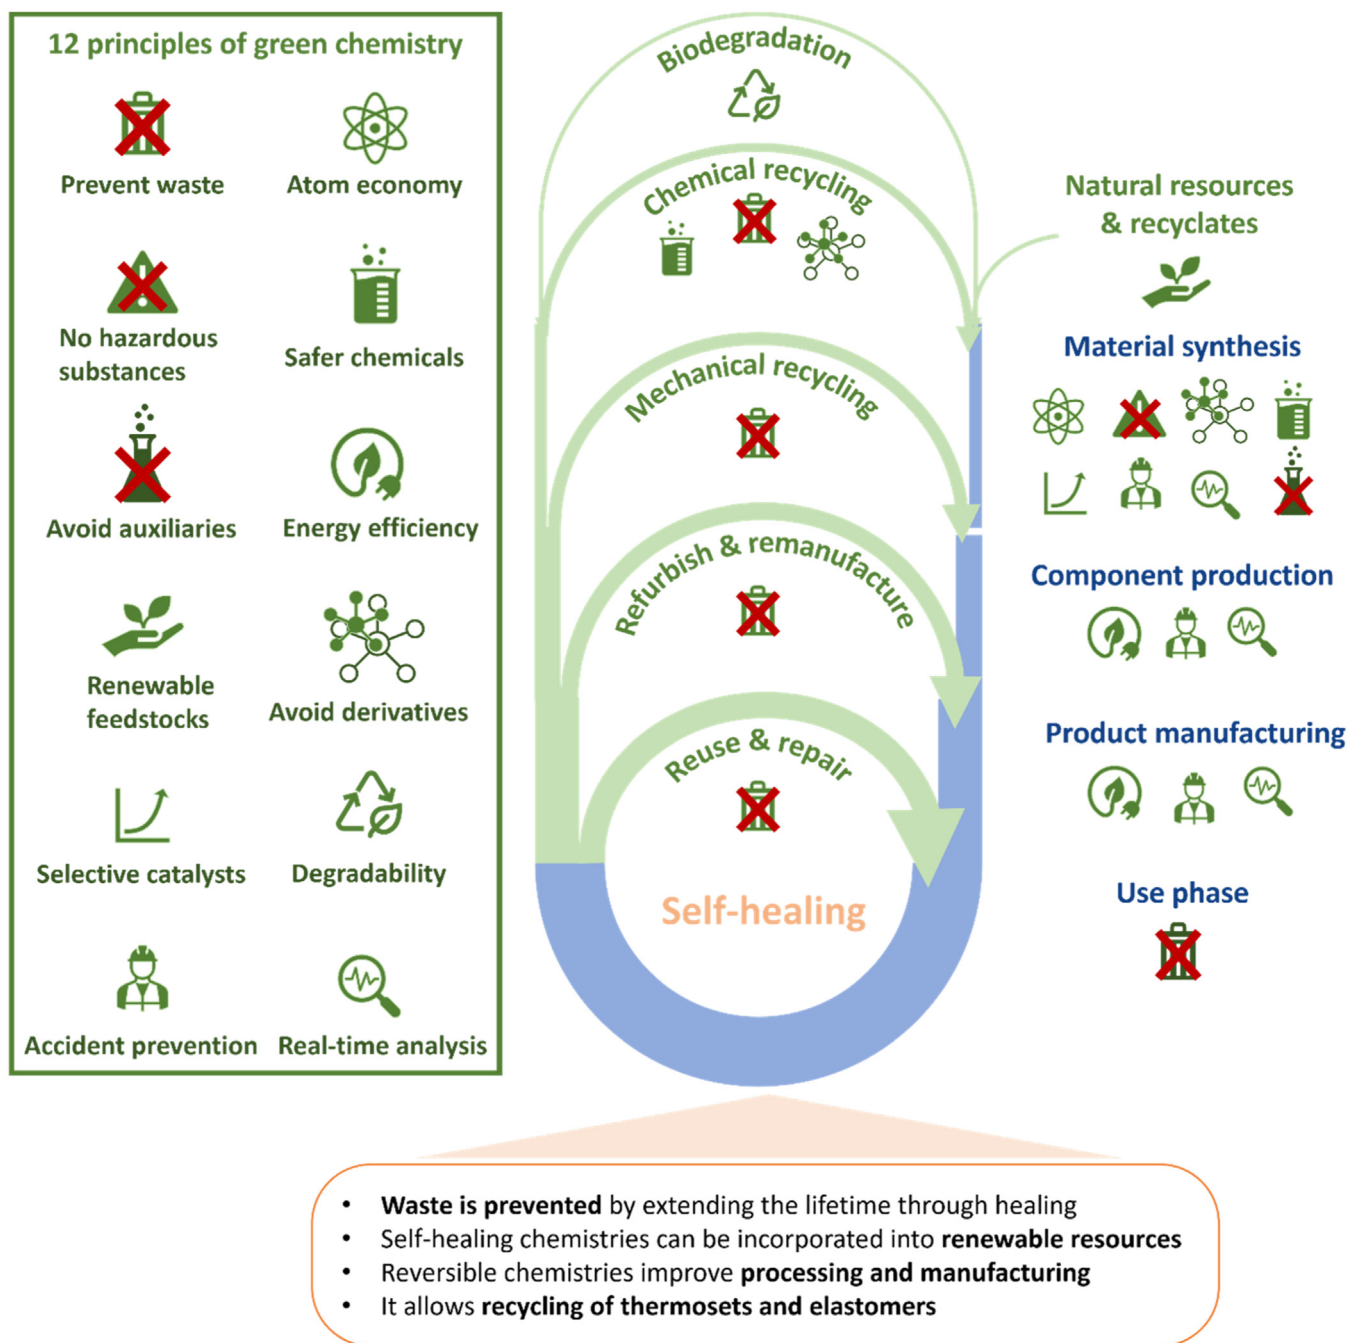 12 principles of green chemistry
Prevent waste
Atom economy
No hazardous
substances
Safer chemicals
Avoid auxiliaries
Energy efficiency
Renewable
feedstocks
Avoid derivatives
Selective catalysts
Degradability
Accident prevention
Real-time analysis
Biodegradation
Chemical recycling
Mechanical recycling
Refurbish & remanufacture
Reuse & repair
Self-healing
Natural resources
& recyclates
Material synthesis
Component production
Product manufacturing
Use phase
• Waste is prevented by extending the lifetime through healing
• Self-healing chemistries can be incorporated into renewable resources
• Reversible chemistries improve processing and manufacturing
• It allows recycling of thermosets and elastomers